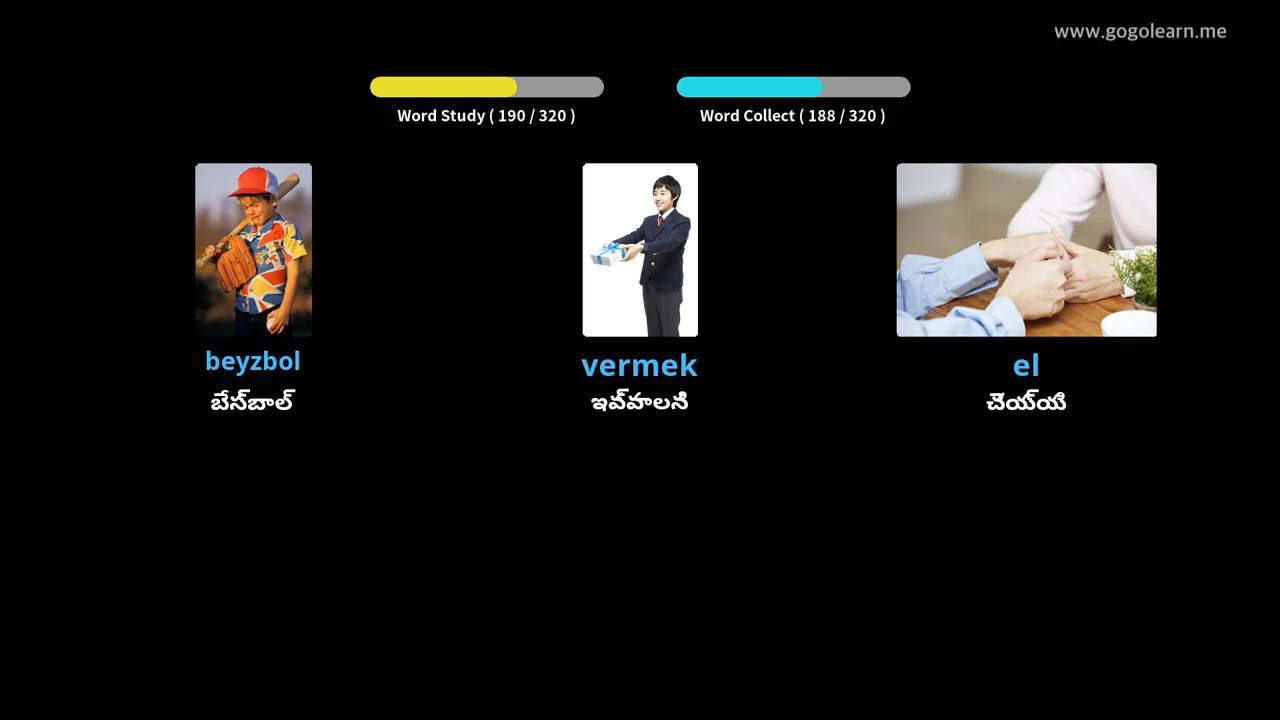 www.gogolearn.me
Word Study ( 190 / 320 )
Word Collect ( 188 / 320 )
beyzbol
vermek
el
బేస్‌బాల్
ఇవ్‌వాలని
చెయ్‌యి